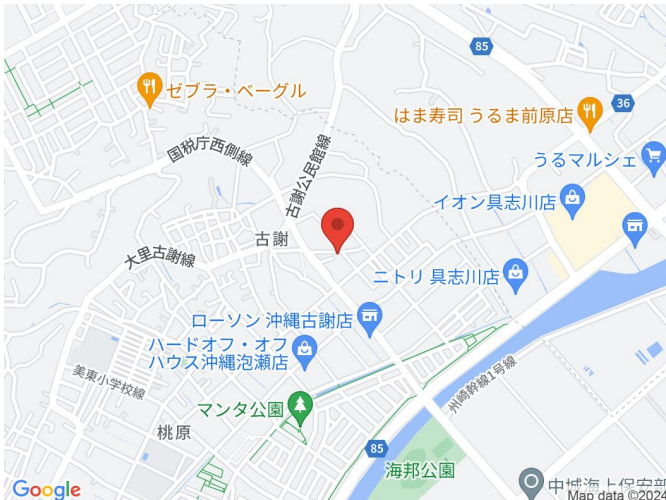 85
ゼブラ・ベーグル
36
はま寿司 うるま前原店
国税庁西側線
古謝公民館線
うるマルシェ
イオン具志川店
古謝
大里古謝線
ニトリ 具志川店
ローソン 沖縄古謝店
ハードオフ・オフ
ハウス沖縄泡瀬店
美東小学校線
州崎幹線1号線
マンタ公園
桃原
85
海邦公園
中城海上保安部
Google
Map data ©2024